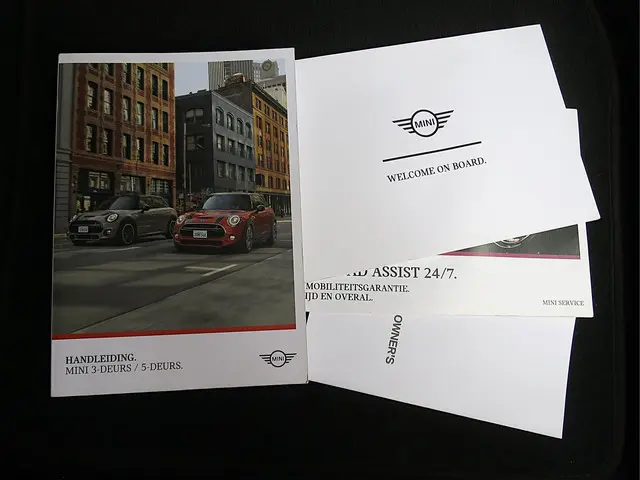 HANDLEIDING.
MINI 3-DEURS / 5-DEURS.
MINI
MINI
WELCOME ON BOARD.
AD ASSIST 24/7.
MOBILITEITSGARANTIE.
IJD EN OVERAL.
MINI SERVICE
OWNER'S